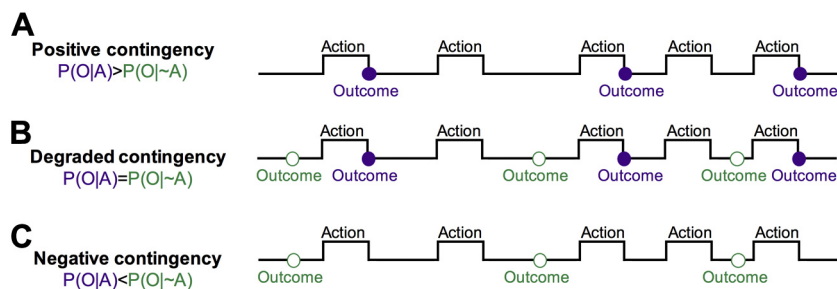 A
Positive contingency
P(O|A)>P(O|~A)
Action Action Action Action Action
Outcome Outcome Outcome
B
Degraded contingency
P(O|A)=P(O|~A)
Action Action Action Action Action
Outcome Outcome Outcome Outcome Outcome Outcome
C
Negative contingency
P(O|A)<P(O|~A)
Action Action Action Action Action
Outcome Outcome Outcome